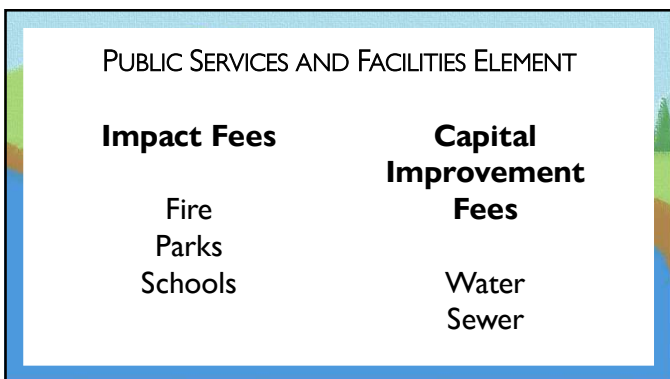 PUBLIC SERVICES AND FACILITIES ELEMENT
Impact Fees
Fire
Parks
Schools
Capital
Improvement
Fees
Water
Sewer